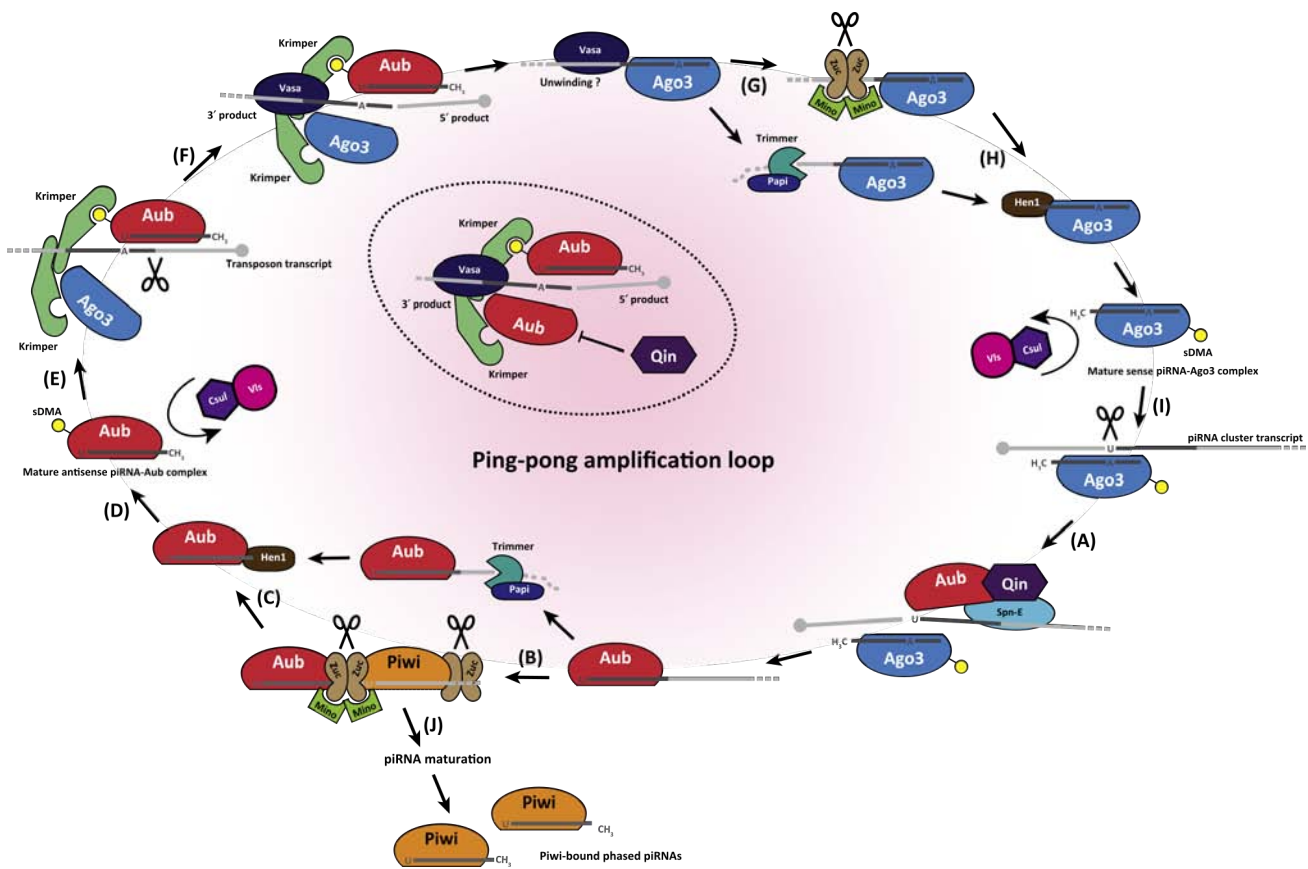 Krimper
Aub
CH3
Vasa
A
3´ product
5´ product
Ago3
Krimper
(F)
Vasa
A
Unwinding ?
Ago3
(G)
Zuc
Zuc
Mino
Mino
A
Ago3
(H)
Trimmer
Papi
A
Ago3
Hen1
A
Ago3
Krimper
Aub
CH3
A
Transposon transcript
Ago3
Krimper
(E)
Krimper
Aub
CH3
Vasa
A
3´ product
5´ product
Aub
Qin
Krimper
H3C
A
Ago3
sDMA
Vls
Csul
Mature sense piRNA-Ago3 complex
(I)
piRNA cluster transcript
U
H3C
A
Ago3
(A)
sDMA
Aub
U
CH3
Csul
Vls
Mature antisense piRNA-Aub complex
(D)
Ping-pong amplification loop
Aub
Hen1
Aub
Trimmer
Papi
(C)
Aub
Qin
Spn-E
U
H3C
A
Ago3
Aub
(B)
Aub
Zuc
Zuc
Piwi
Zuc
Mino
Mino
(J)
piRNA maturation
Piwi
U
CH3
Piwi
U
CH3
Piwi-bound phased piRNAs